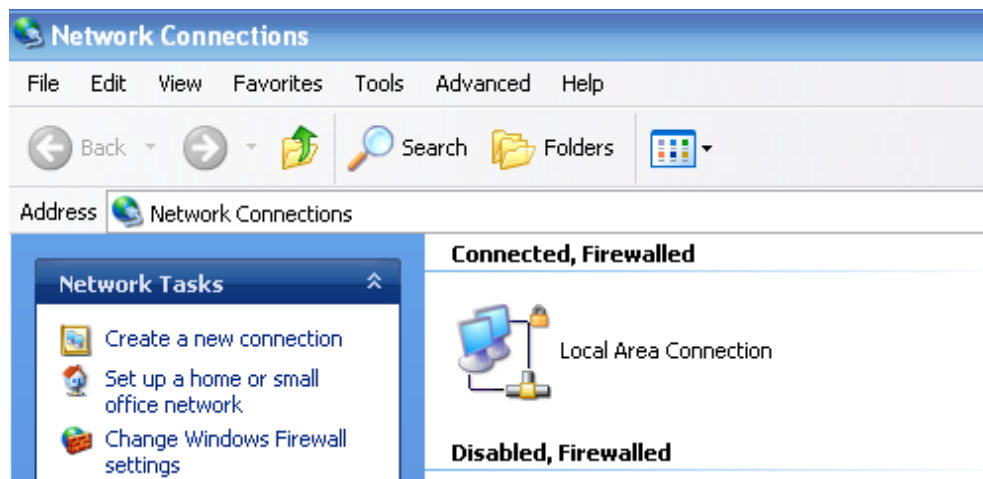 Network Connections
File Edit View Favorites Tools Advanced Help
Back Search Folders
Address Network Connections
Network Tasks
Create a new connection
Set up a home or small
office network
Change Windows Firewall
settings
Connected, Firewalled
Local Area Connection
Disabled, Firewalled